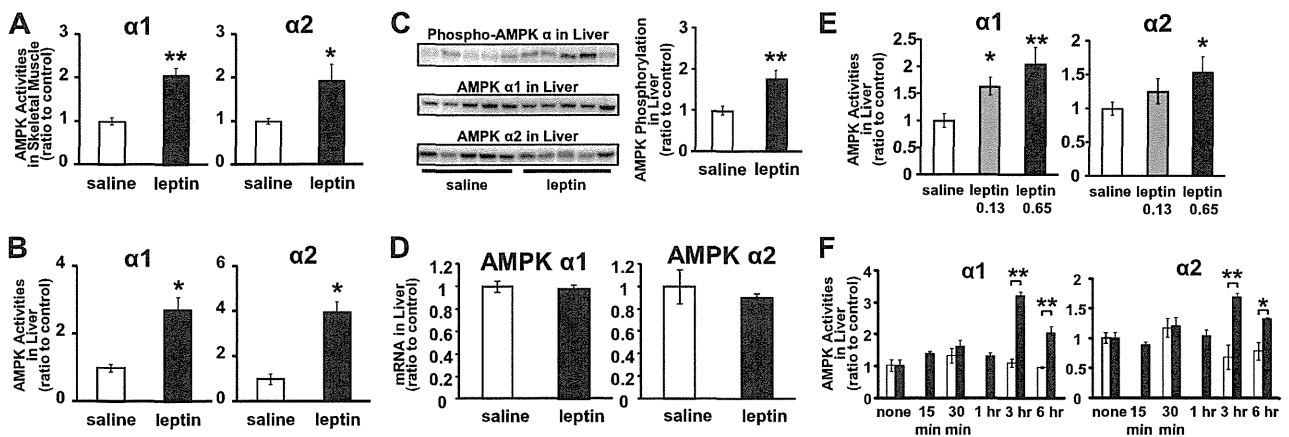 A
AMPK Activities
in Skeletal Muscle
(ratio to control)
α1
3
2
1
0
**
saline leptin
α2
3
2
1
0
*
saline leptin
B
AMPK Activities
in Liver
(ratio to control)
α1
4
2
0
*
saline leptin
α2
6
4
2
0
*
saline leptin
C
Phospho-AMPK α in Liver
AMPK α1 in Liver
AMPK α2 in Liver
saline leptin
AMPK Phosphorylation
in Liver
(ratio to control)
3
2
1
0
**
saline leptin
D
mRNA in Liver
(ratio to control)
AMPK α1
1.2
1
0.8
0.6
0.4
0.2
0
saline leptin
AMPK α2
1.2
1
0.8
0.6
0.4
0.2
0
saline leptin
E
AMPK Activities
in Liver
(ratio to control)
α1
2.5
2
1.5
1
0.5
0
* **
saline leptin leptin
0.13 0.65
α2
2
1.5
1
0.5
0
*
saline leptin leptin
0.13 0.65
F
AMPK Activities
in Liver
(ratio to control)
α1
4
3
2
1
0
** **
none 15 30 1 hr 3 hr 6 hr
min min
α2
2
1.5
1
0.5
0
** *
none 15 30 1 hr 3 hr 6 hr
min min